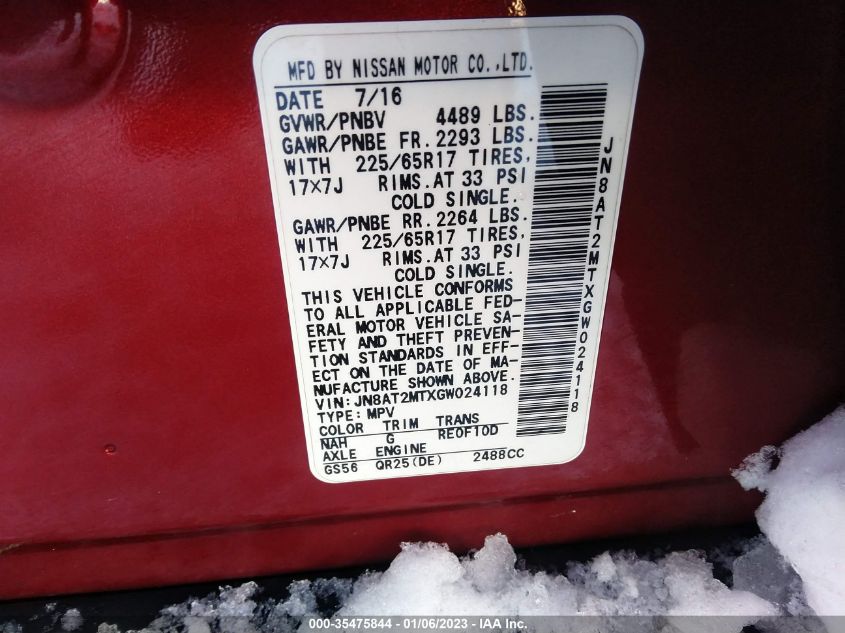 MFD BY NISSAN MOTOR CO.,LTD.
DATE 7/16
GVWR/PNBV 4489 LBS.
GAWR/PNBE FR. 2293 LBS.
WITH 225/65R17 TIRES,
17×7J RIMS.AT 33 PSI
COLD SINGLE.
GAWR/PNBE RR. 2264 LBS.
WITH 225/65R17 TIRES,
17×7J RIMS.AT 33 PSI
COLD SINGLE.
THIS VEHICLE CONFORMS
TO ALL APPLICABLE FED-
ERAL MOTOR VEHICLE SA-
FETY AND THEFT PREVEN-
TION STANDARDS IN EFF-
ECT ON THE DATE OF MA-
NUFACTURE SHOWN ABOVE.
VIN: JN8AT2MTXGW024118
TYPE: MPV
COLOR TRIM TRANS
NAH G RE0F10D
AXLE ENGINE
GS56 QR25(DE) 2488CC
JN8AT2MTXGW024118
000-35475844 - 01/06/2023 - IAA Inc.